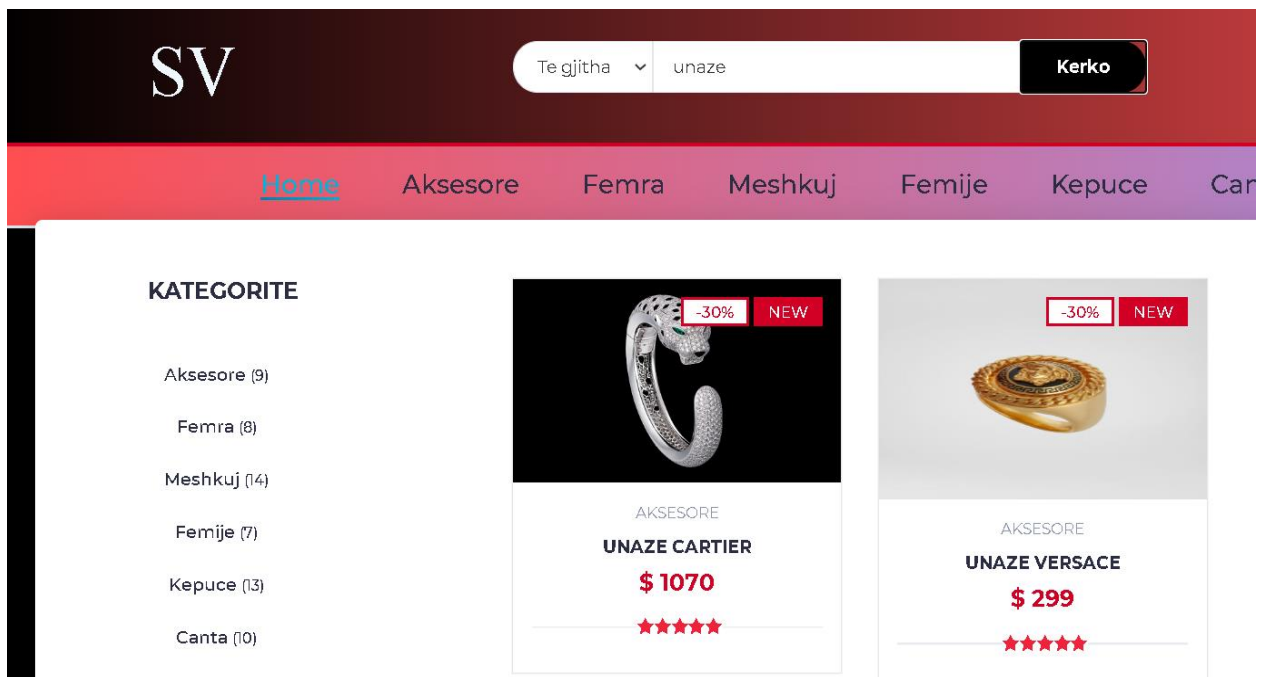 SV
Te gjitha unaze Kerko
Home Aksesore Femra Meshkuj Femije Kepuce Can
KATEGORITE
Aksesore (9)
Femra (8)
Meshkuj (14)
Femije (7)
Kepuce (13)
Canta (10)
-30% NEW
AKSESORE
UNAZE CARTIER
$ 1070
-30% NEW
AKSESORE
UNAZE VERSACE
$ 299